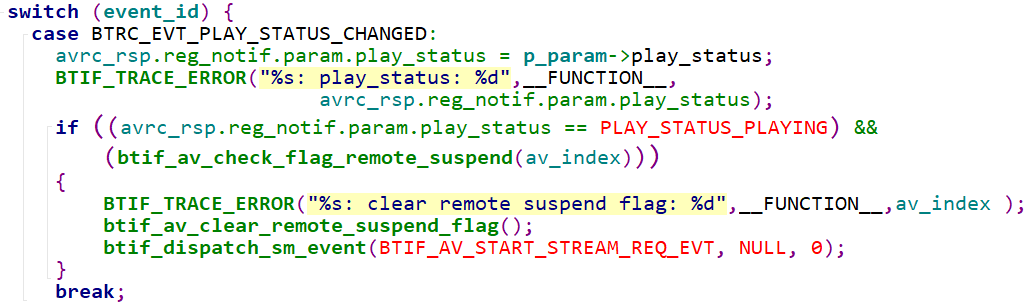 switch (event_id) {
case BTRC_EVT_PLAY_STATUS_CHANGED:
avrc_rsp.reg_notif.param.play_status = p_param->play_status;
BTIF_TRACE_ERROR("%s: play_status: %d",__FUNCTION__,
avrc_rsp.reg_notif.param.play_status);
if ((avrc_rsp.reg_notif.param.play_status == PLAY_STATUS_PLAYING) &&
(btif_av_check_flag_remote_suspend(av_index)))
{
BTIF_TRACE_ERROR("%s: clear remote suspend flag: %d",__FUNCTION__,av_index );
btif_av_clear_remote_suspend_flag();
btif_dispatch_sm_event(BTIF_AV_START_STREAM_REQ_EVT, NULL, 0);
}
break;